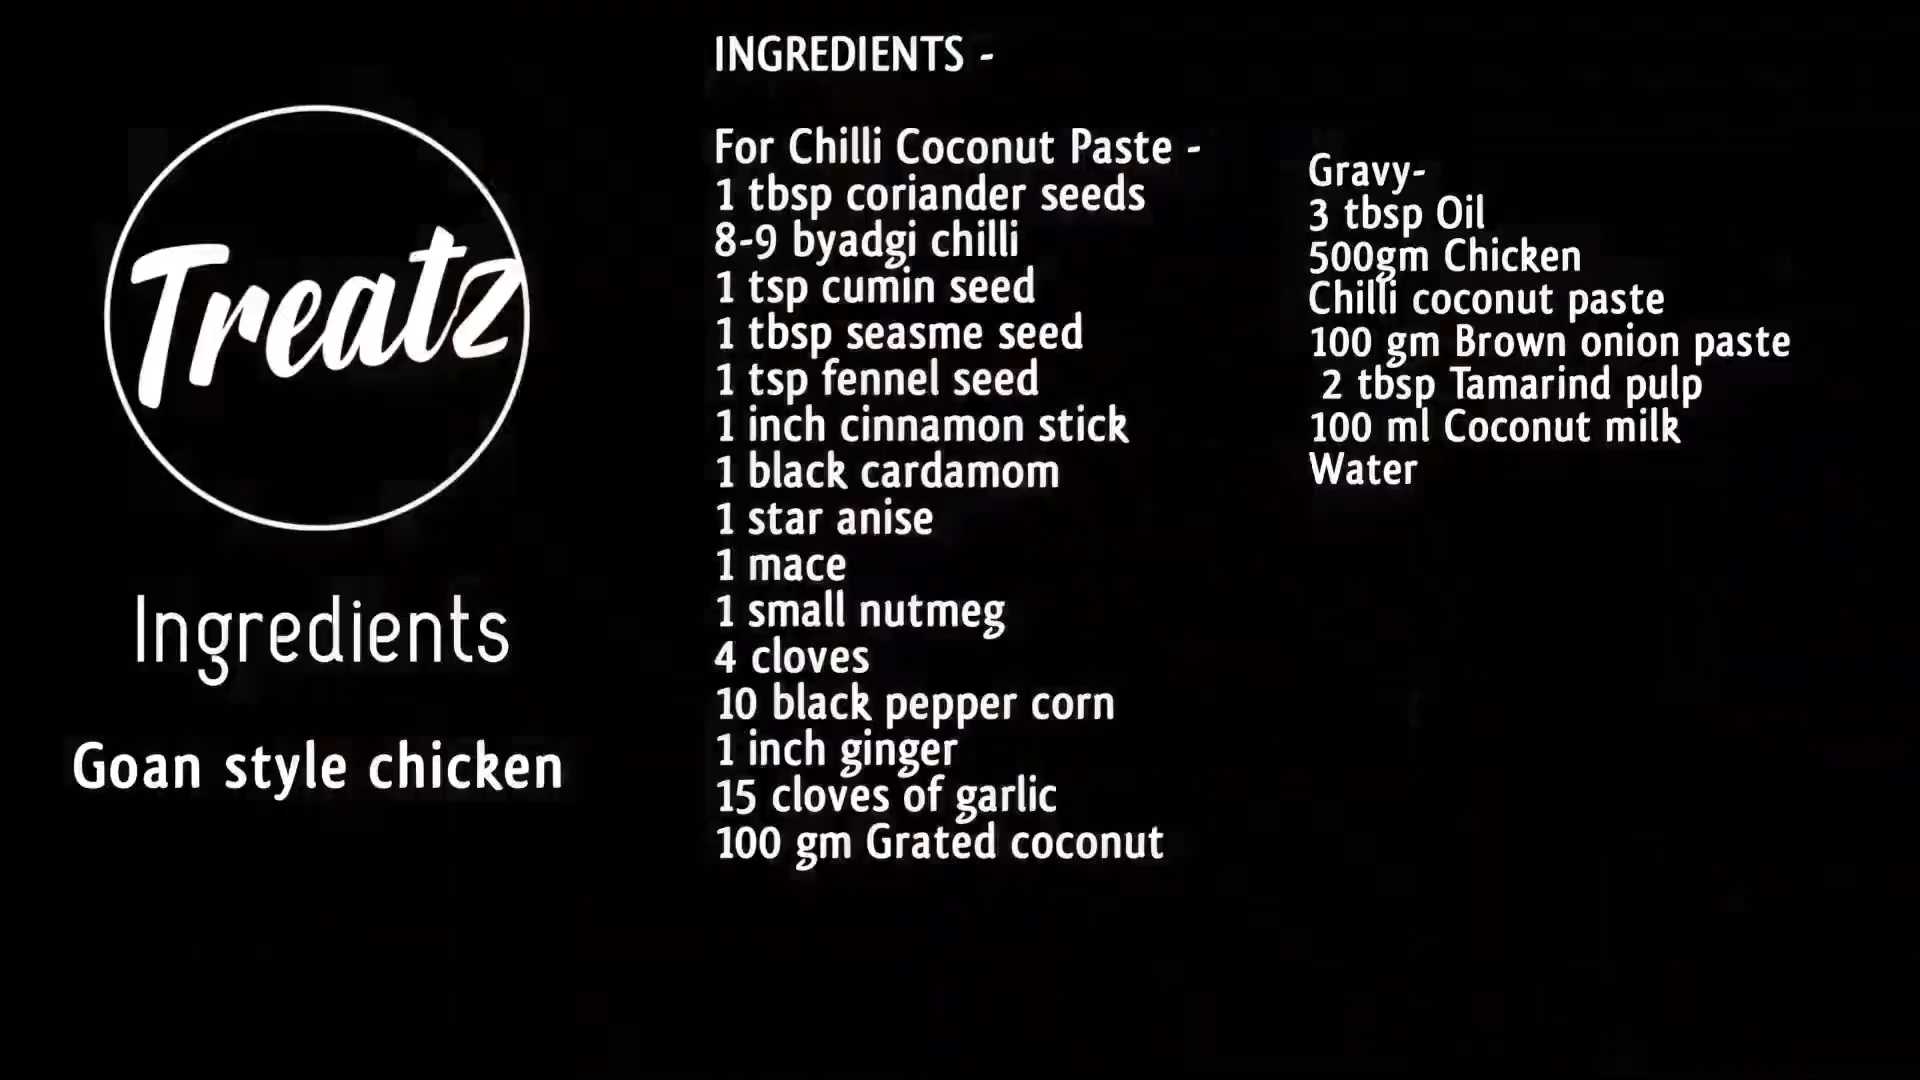 Treatz
Ingredients
Goan style chicken
INGREDIENTS -
For Chilli Coconut Paste -
1 tbsp coriander seeds
8-9 byadgi chilli
1 tsp cumin seed
1 tbsp seasme seed
1 tsp fennel seed
1 inch cinnamon stick
1 black cardamom
1 star anise
1 mace
1 small nutmeg
4 cloves
10 black pepper corn
1 inch ginger
15 cloves of garlic
100 gm Grated coconut
Gravy-
3 tbsp Oil
500gm Chicken
Chilli coconut paste
100 gm Brown onion paste
2 tbsp Tamarind pulp
100 ml Coconut milk
Water